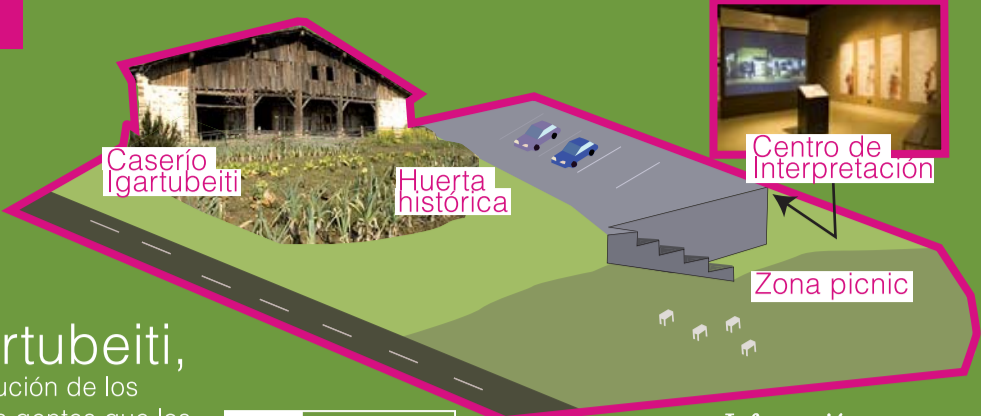 Caserío
Igartubeiti
Huerta
histórica
Centro de
Interpretación
Zona picnic
rtubeiti,
ución de los